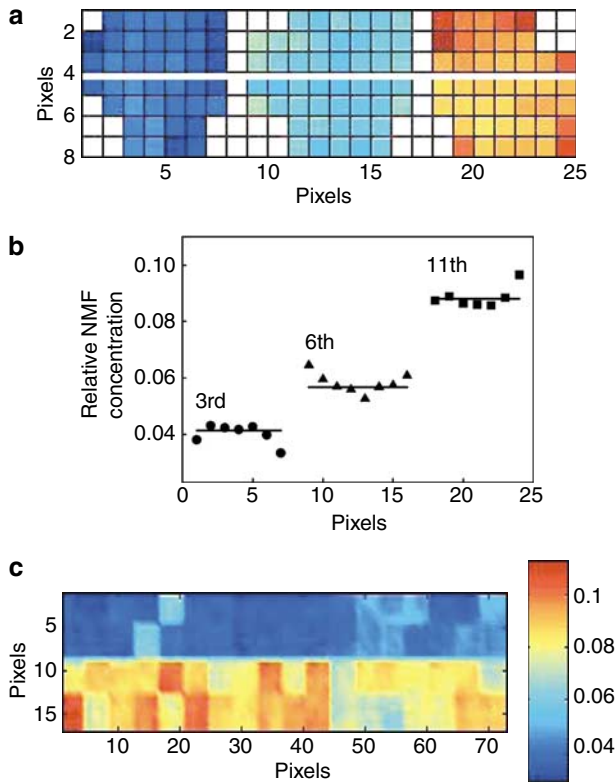 a
Pixels
2
4
6
8
5 10 15 20 25
Pixels
b
Relative NMF
concentration
0.10
0.08
0.06
0.04
3rd
6th
11th
0 5 10 15 20 25
Pixels
c
Pixels
5
10
15
10 20 30 40 50 60 70
Pixels
0.1
0.08
0.06
0.04